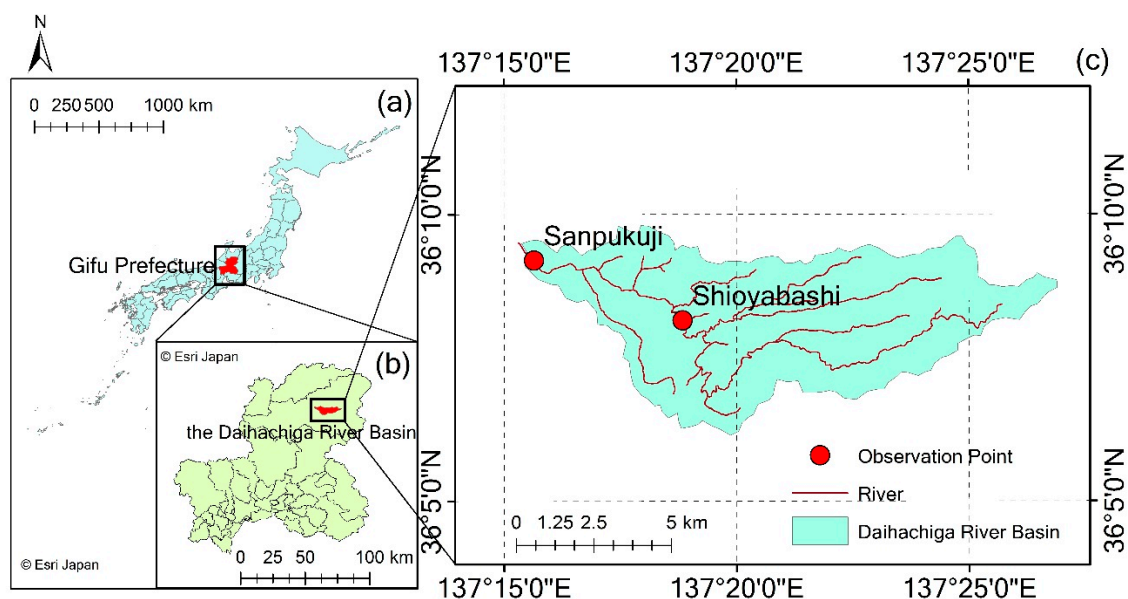 N
(a)
0 250 500 1000 km
Gifu Prefecture
© Esri Japan
(b)
the Daihachiga River Basin
0 25 50 100 km
© Esri Japan
137°15'0"E 137°20'0"E 137°25'0"E (c)
36°10'0"N 36°10'0"N
Sanpukuji
Shioyabashi
Observation Point
River
Daihachiga River Basin
0 1.25 2.5 5 km
36°5'0"N 36°5'0"N
137°15'0"E 137°20'0"E 137°25'0"E